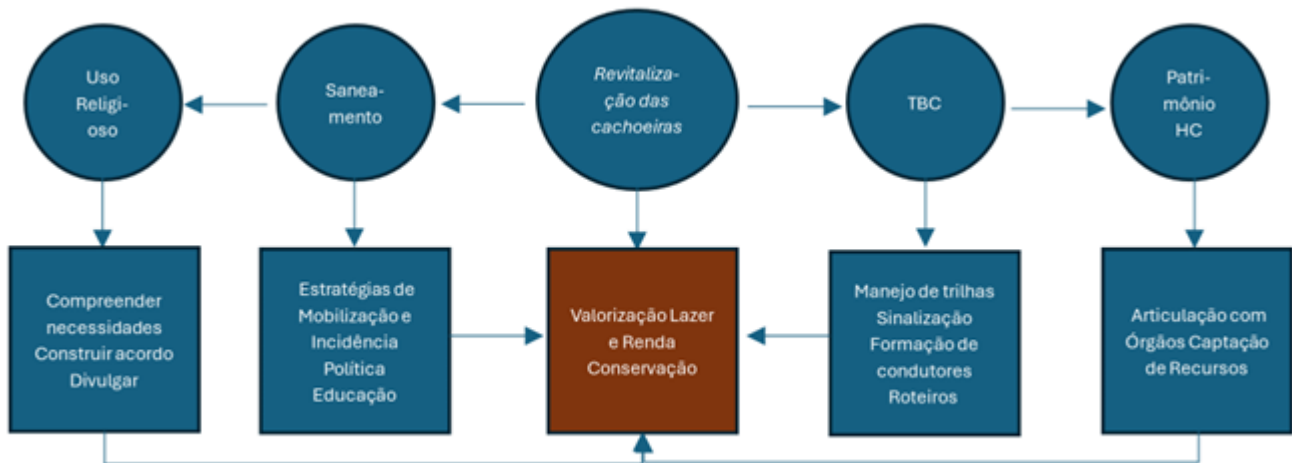 Uso
Religi-
oso
Sanea-
mento
Revitaliza-
ção das
cachoeiras
TBC
Patri-
mônio
HC
Compreender
necessidades
Construir acordo
Divulgar
Estratégias de
Mobilização e
Incidência
Política
Educação
Valorização Lazer
e Renda
Conservação
Manejo de trilhas
Sinalização
Formação de
condutores
Roteiros
Articulação com
Órgãos Captação
de Recursos